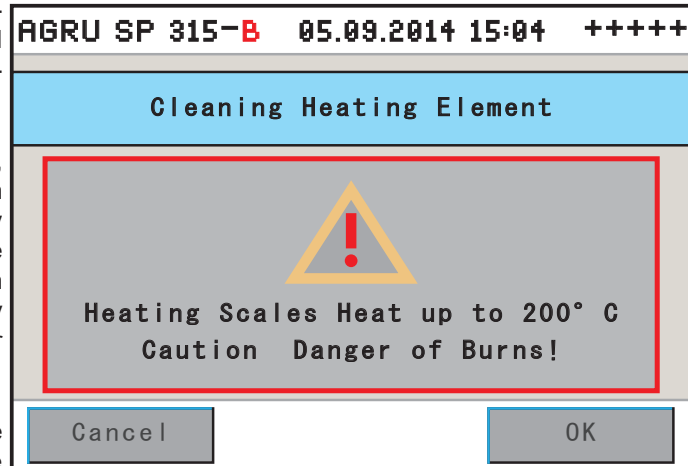 AGRU SP 315-B 05.09.2014 15:04 +++++
Cleaning Heating Element
!
Heating Scales Heat up to 200° C
Caution Danger of Burns!
Cancel OK